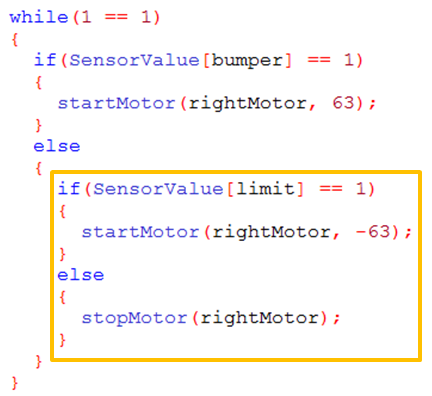 while(1 == 1)
{
if(SensorValue[bumper] == 1)
{
startMotor(rightMotor, 63);
}
else
{
if(SensorValue[limit] == 1)
{
startMotor(rightMotor, -63);
}
else
{
stopMotor(rightMotor);
}
}
}